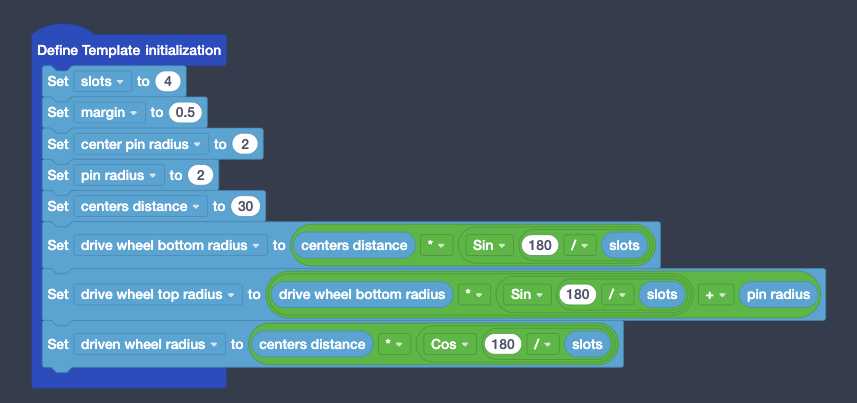 Define Template initialization
Set slots to 4
Set margin to 0.5
Set center pin radius to 2
Set pin radius to 2
Set centers distance to 30
Set drive wheel bottom radius to centers distance * Sin 180 / slots
Set drive wheel top radius to drive wheel bottom radius * Sin 180 / slots + pin radius
Set driven wheel radius to centers distance * Cos 180 / slots